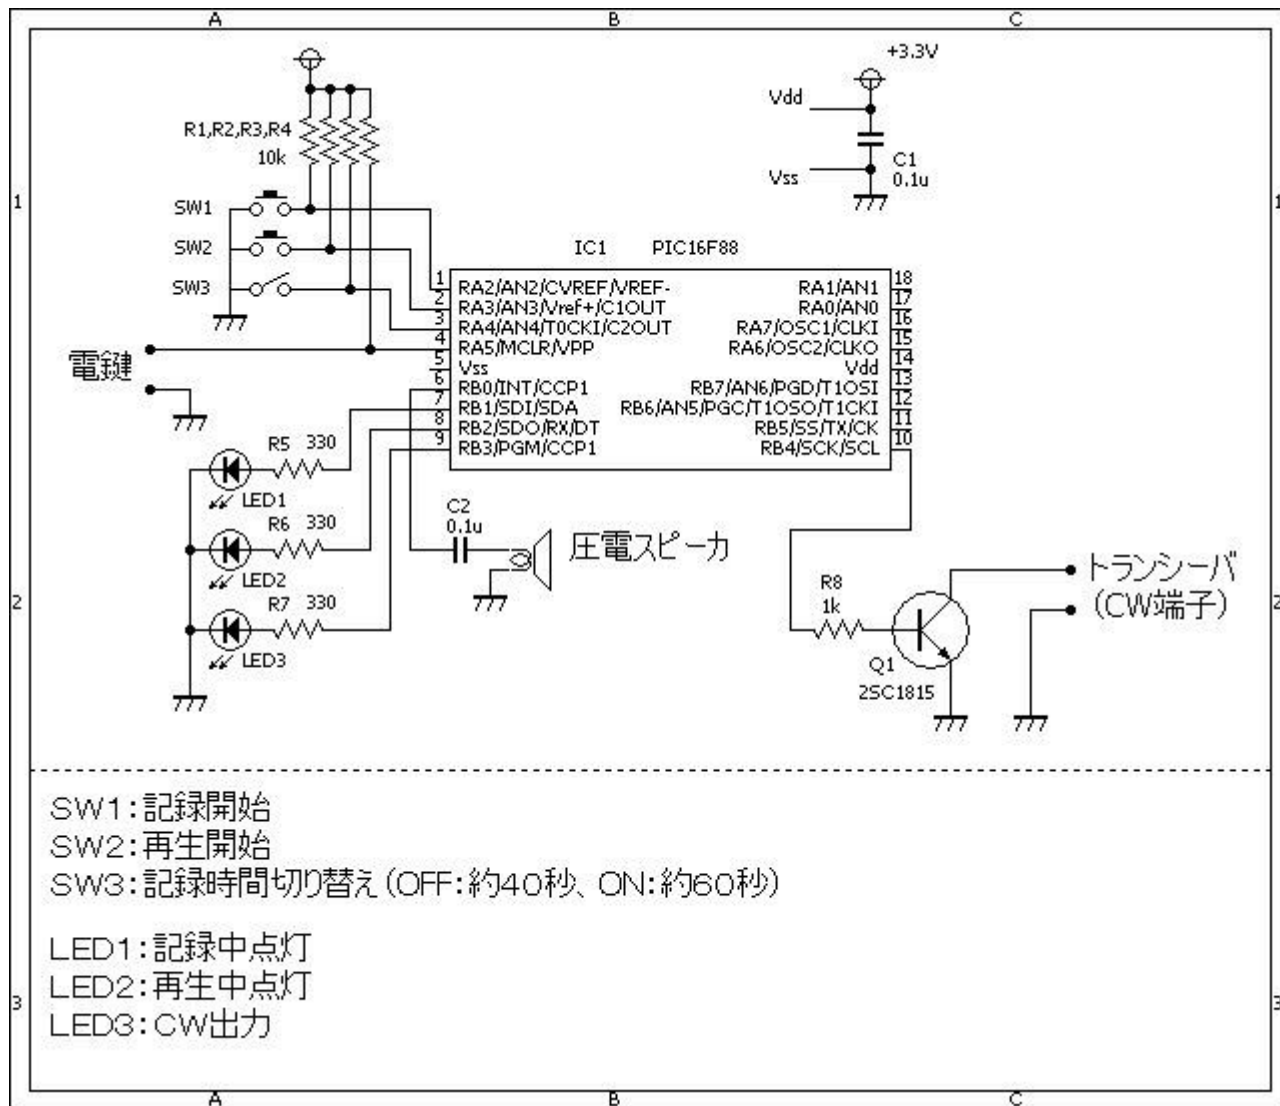 A B C
+3.3V
Vdd
R1,R2,R3,R4
10k
C1
0.1u
Vss
1 1
SW1
SW2
SW3
IC1 PIC16F88
1 RA2/AN2/CVREF/VREF- RA1/AN1 18
2 RA3/AN3/Vref+/C1OUT RA0/AN0 17
3 RA4/AN4/T0CKI/C2OUT RA7/OSC1/CLKI 16
4 RA5/MCLR/VPP RA6/OSC2/CLKO 15
5 Vss Vdd 14
6 RB0/INT/CCP1 RB7/AN6/PGD/T1OSI 13
7 RB1/SDI/SDA RB6/AN5/PGC/T1OSO/T1CKI 12
8 RB2/SDO/RX/DT RB5/SS/TX/CK 11
9 RB3/PGM/CCP1 RB4/SCK/SCL 10
電鍵
R5 330
LED1
R6 330
LED2
R7 330
LED3
C2
0.1u
圧電スピーカ
R8
1k
Q1
2SC1815
トランシーバ
(CW端子)
2 2
SW1:記録開始
SW2:再生開始
SW3:記録時間切り替え(OFF:約40秒、ON:約60秒)
LED1:記録中点灯
LED2:再生中点灯
LED3:CW出力
3 3
A B C